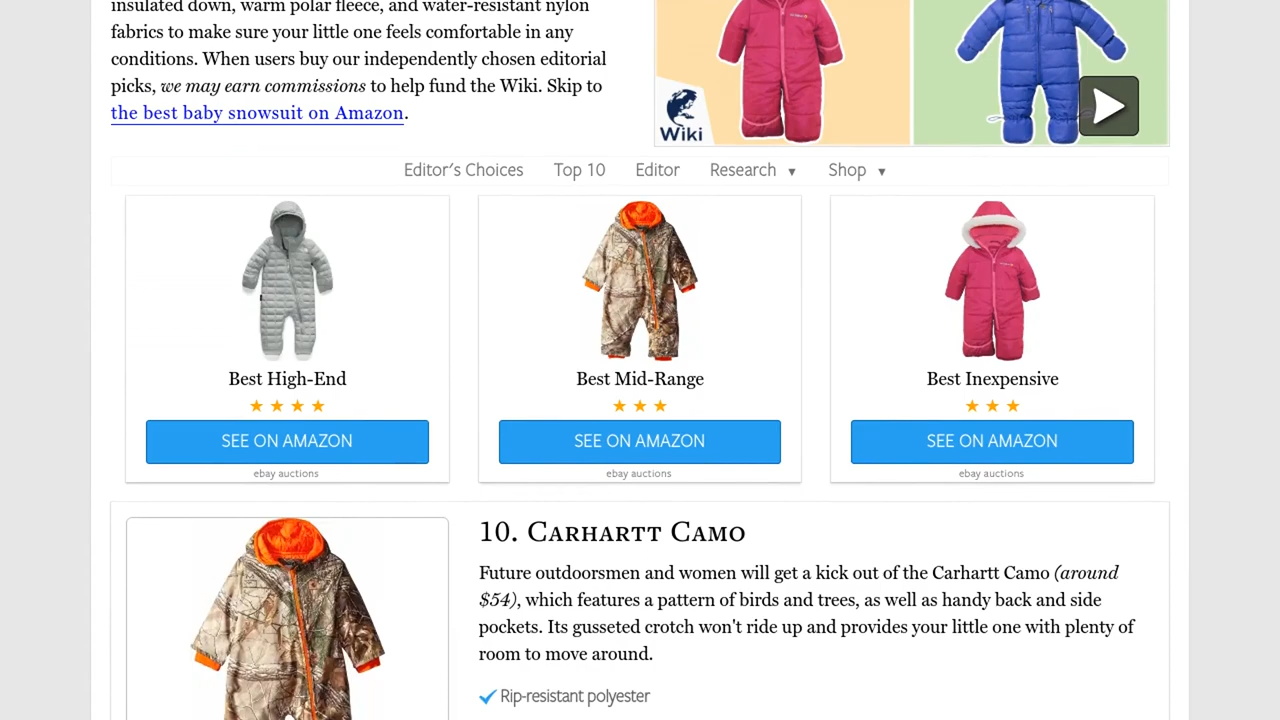 insulated down, warm polar fleece, and water-resistant nylon
fabrics to make sure your little one feels comfortable in any
conditions. When users buy our independently chosen editorial
picks, we may earn commissions to help fund the Wiki. Skip to
the best baby snowsuit on Amazon.
Wiki
Editor's Choices Top 10 Editor Research ▼ Shop ▼
Best High-End
★ ★ ★ ★
SEE ON AMAZON
ebay auctions
Best Mid-Range
★ ★ ★
SEE ON AMAZON
ebay auctions
Best Inexpensive
★ ★ ★
SEE ON AMAZON
ebay auctions
10. Carhartt Camo
Future outdoorsmen and women will get a kick out of the Carhartt Camo (around
$54), which features a pattern of birds and trees, as well as handy back and side
pockets. Its gusseted crotch won't ride up and provides your little one with plenty of
room to move around.
Rip-resistant polyester